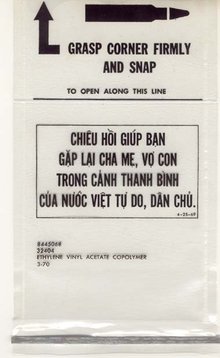 GRASP CORNER FIRMLY
AND SNAP
TO OPEN ALONG THIS LINE
CHIÊU HỒI GIÚP BẠN
GẶP LẠI CHA MẸ, VỢ CON
TRONG CẢNH THANH BÌNH
CỦA NƯỚC VIỆT TỰ DO, DÂN CHỦ.
4-25-69
8445068
32404
ETHYLENE VINYL ACETATE COPOLYMER
3-70